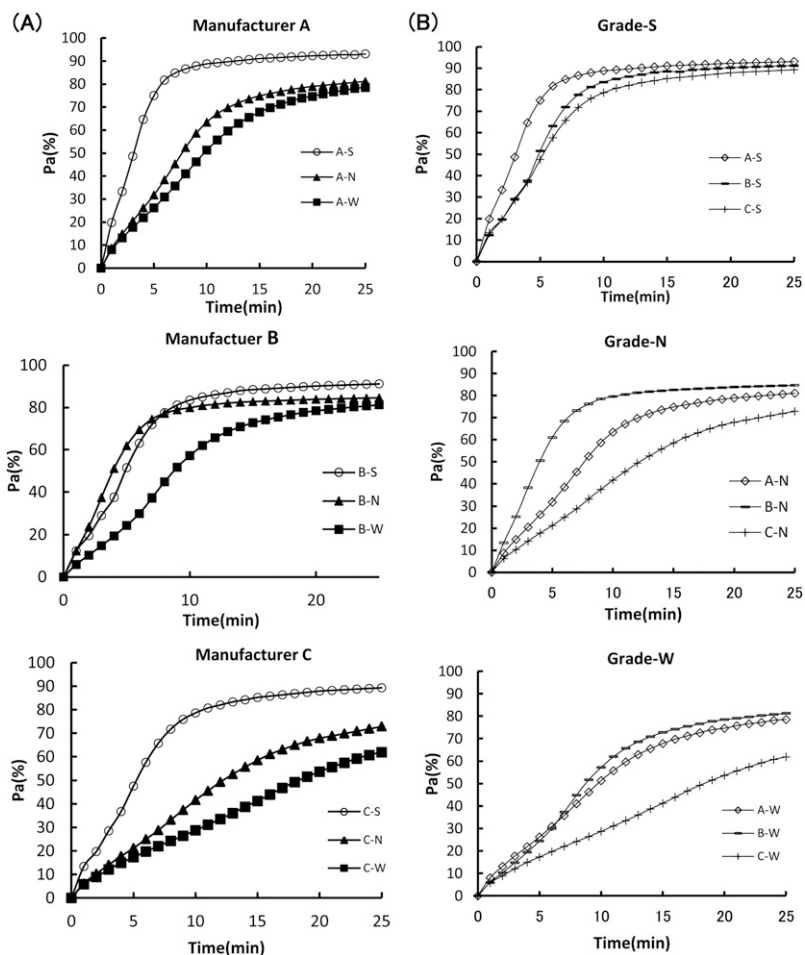 (A)
Manufacturer A
100
90
80
70
60
50
40
30
20
10
0
Pa(%)
A-S
A-N
A-W
0 5 10 15 20 25
Time(min)
Manufactuer B
100
80
60
40
20
0
Pa(%)
B-S
B-N
B-W
0 10 20
Time(min)
Manufacturer C
100
90
80
70
60
50
40
30
20
10
0
Pa(%)
C-S
C-N
C-W
0 5 10 15 20 25
Time(min)
(B)
Grade-S
100
90
80
70
60
50
40
30
20
10
0
Pa(%)
A-S
B-S
C-S
0 5 10 15 20 25
Time(min)
Grade-N
100
90
80
70
60
50
40
30
20
10
0
Pa(%)
A-N
B-N
C-N
0 5 10 15 20 25
Time(min)
Grade-W
100
90
80
70
60
50
40
30
20
10
0
Pa(%)
A-W
B-W
C-W
0 5 10 15 20 25
Time(min)